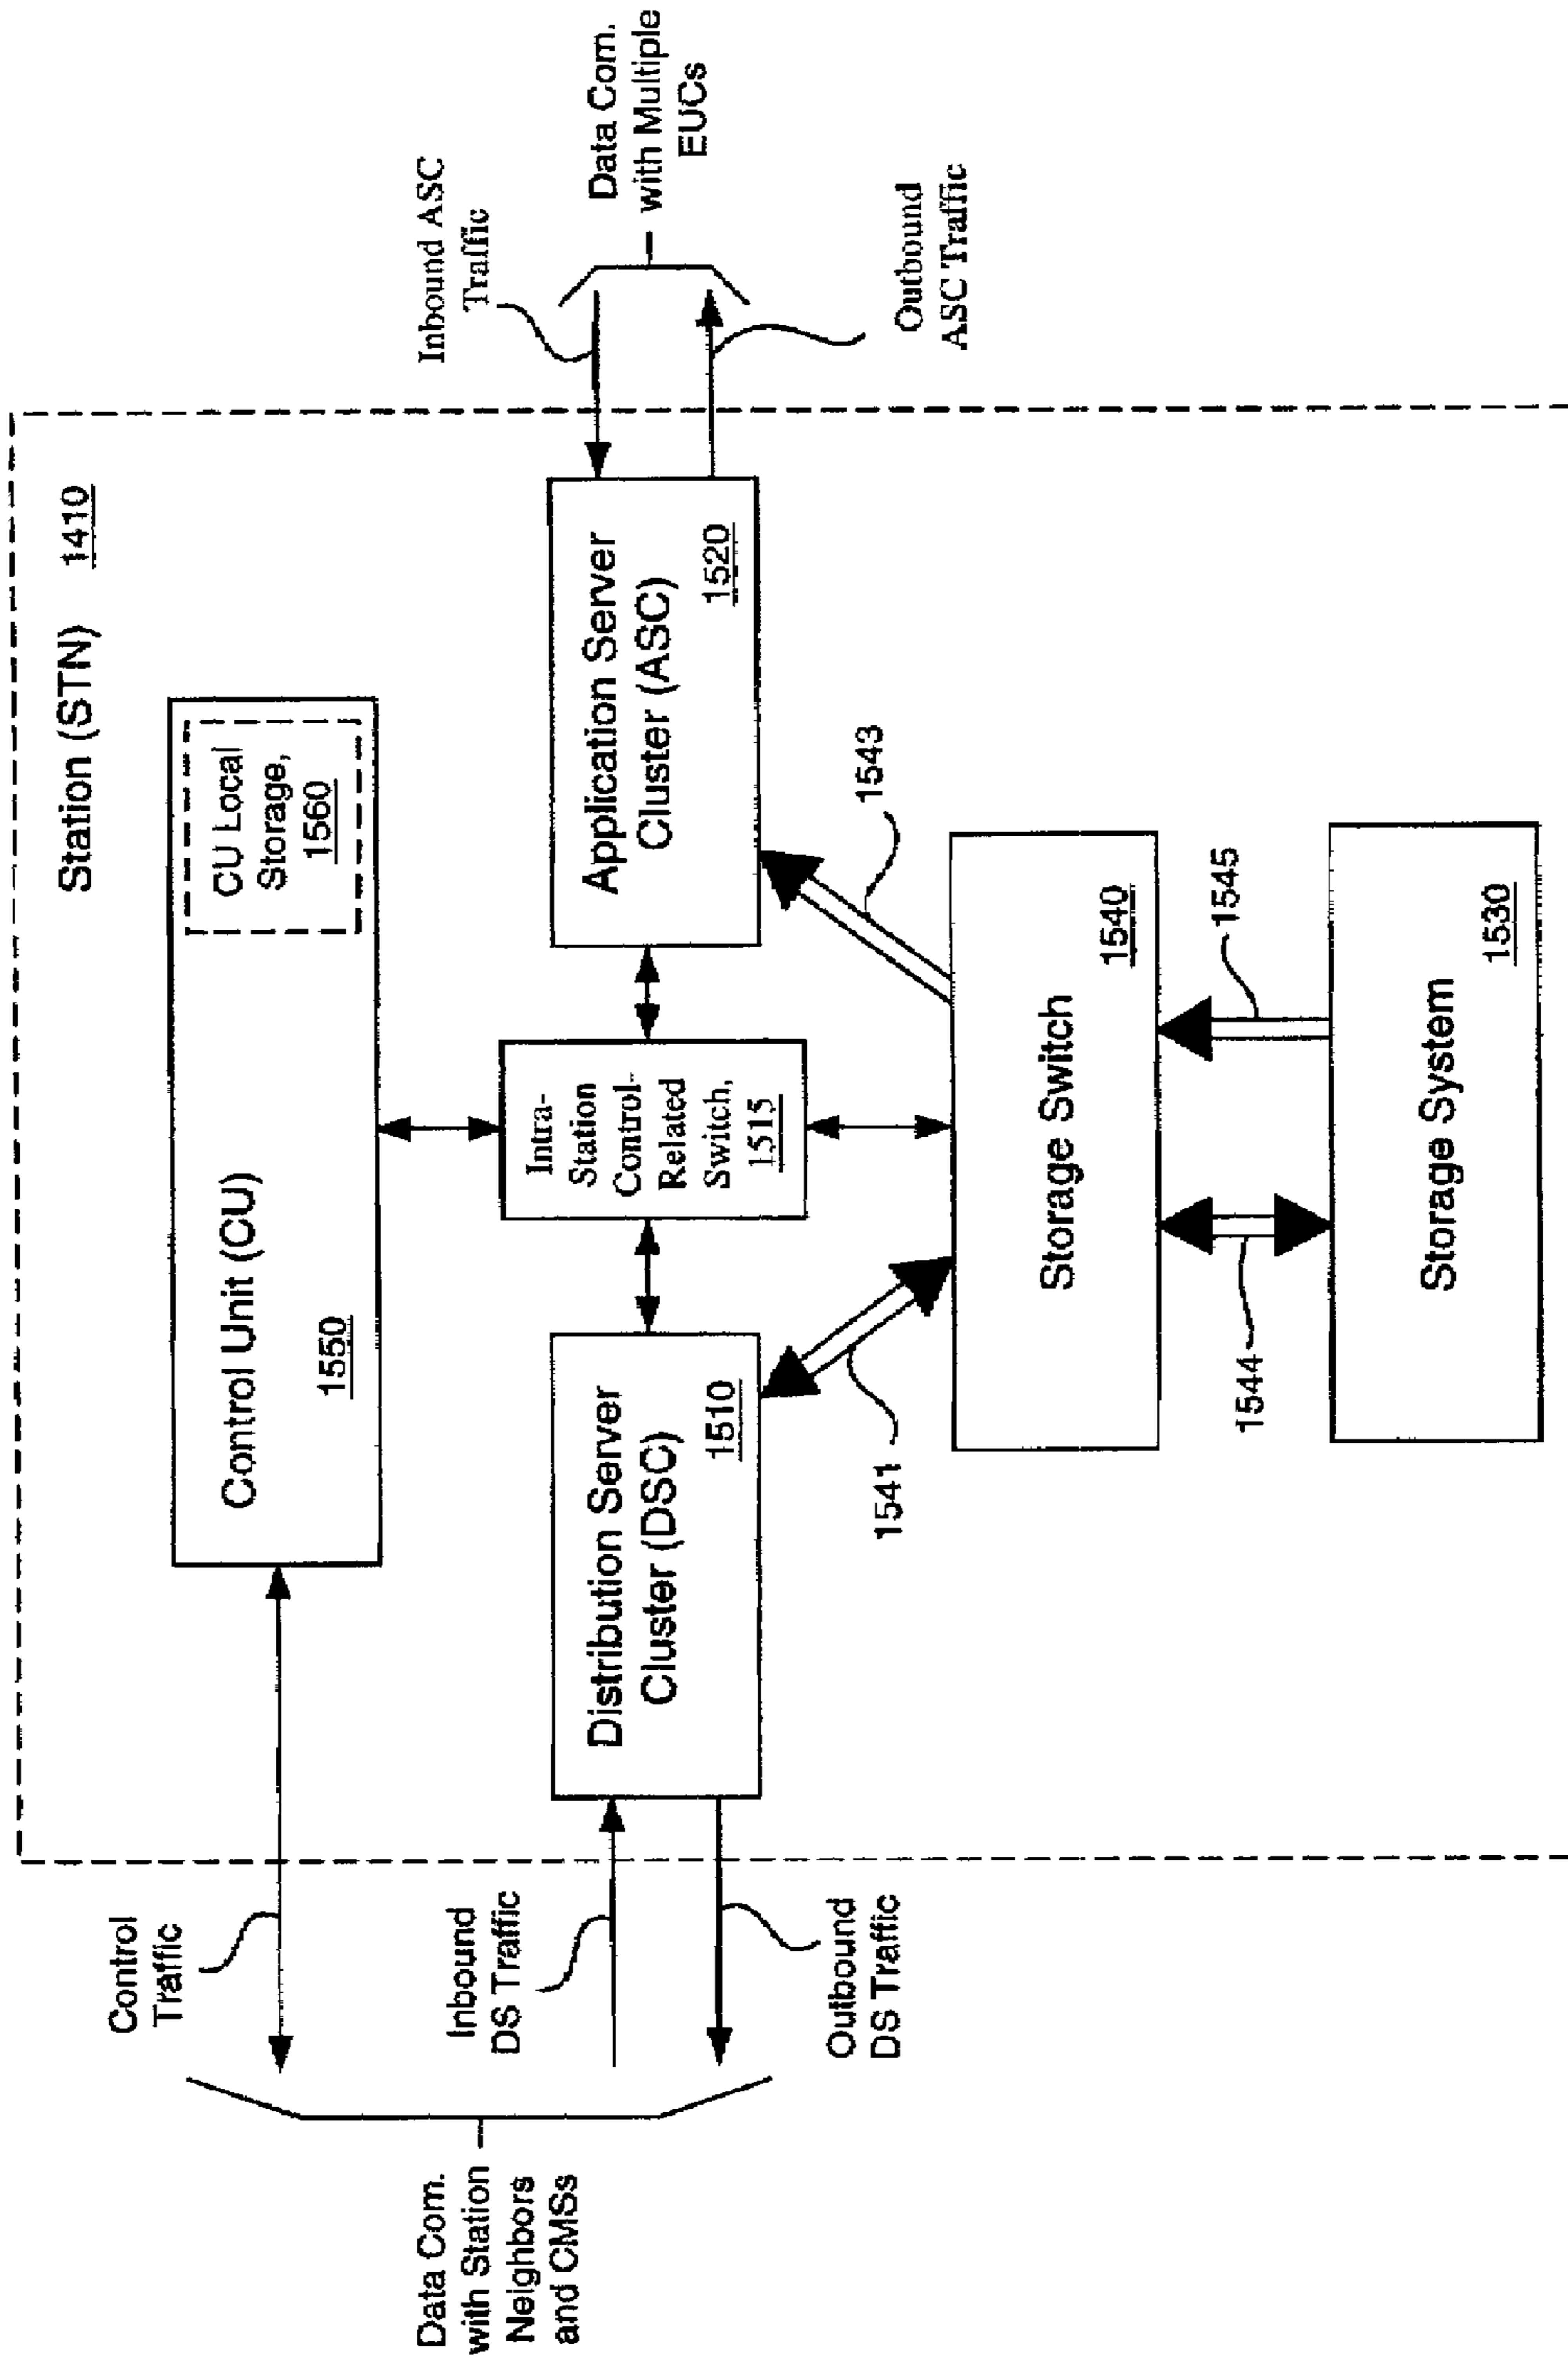 Station (STN) 1410
Control
Traffic
Control Unit (CU)
1550
CU Local
Storage,
1560
Data Com.
with Station
Neighbors
and CMSs
Inbound
DS Traffic
Outbound
DS Traffic
Distribution Server
Cluster (DSC)
1510
Intra-
Station
Control-
Related
Switch,
1515
Application Server
Cluster (ASC)
1520
Inbound ASC
Traffic
Outbound
ASC Traffic
Data Com.
with Multiple
EUCs
1541
1543
Storage Switch
1540
1544
1545
Storage System
1530